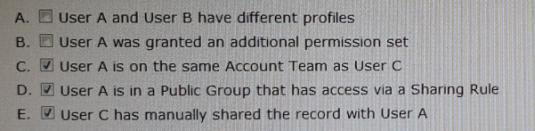 A. User A and User B have different profiles
B. User A was granted an additional permission set
C. User A is on the same Account Team as User C
D. User A is in a Public Group that has access via a Sharing Rule
E. User C has manually shared the record with User A